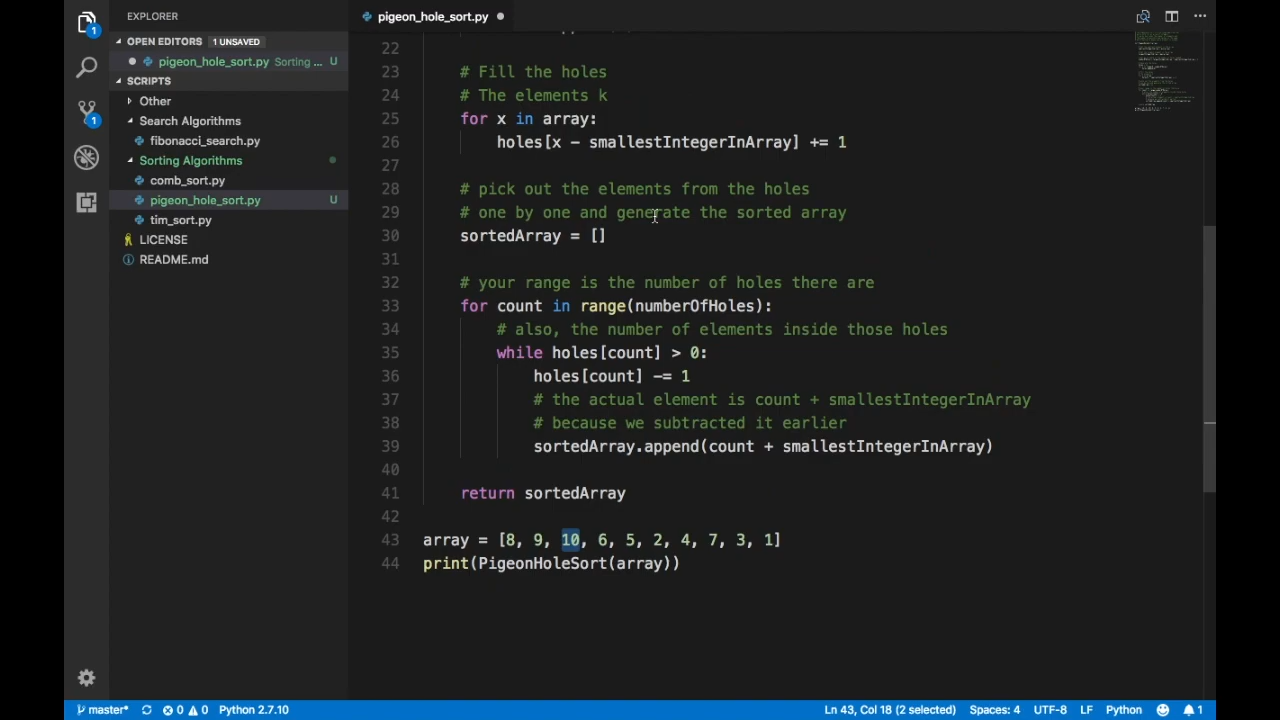 EXPLORER
OPEN EDITORS 1 UNSAVED
pigeon_hole_sort.py Sorting ... U
SCRIPTS
Other
Search Algorithms
fibonacci_search.py
Sorting Algorithms
comb_sort.py
pigeon_hole_sort.py U
tim_sort.py
LICENSE
README.md
1
1
pigeon_hole_sort.py
22
23 # Fill the holes
24 # The elements k
25 for x in array:
26 holes[x - smallestIntegerInArray] += 1
27
28 # pick out the elements from the holes
29 # one by one and generate the sorted array
30 sortedArray = []
31
32 # your range is the number of holes there are
33 for count in range(numberOfHoles):
34 # also, the number of elements inside those holes
35 while holes[count] > 0:
36 holes[count] -= 1
37 # the actual element is count + smallestIntegerInArray
38 # because we subtracted it earlier
39 sortedArray.append(count + smallestIntegerInArray)
40
41 return sortedArray
42
43 array = [8, 9, 10, 6, 5, 2, 4, 7, 3, 1]
44 print(PigeonHoleSort(array))
master* 0 0 Python 2.7.10 Ln 43, Col 18 (2 selected) Spaces: 4 UTF-8 LF Python 1